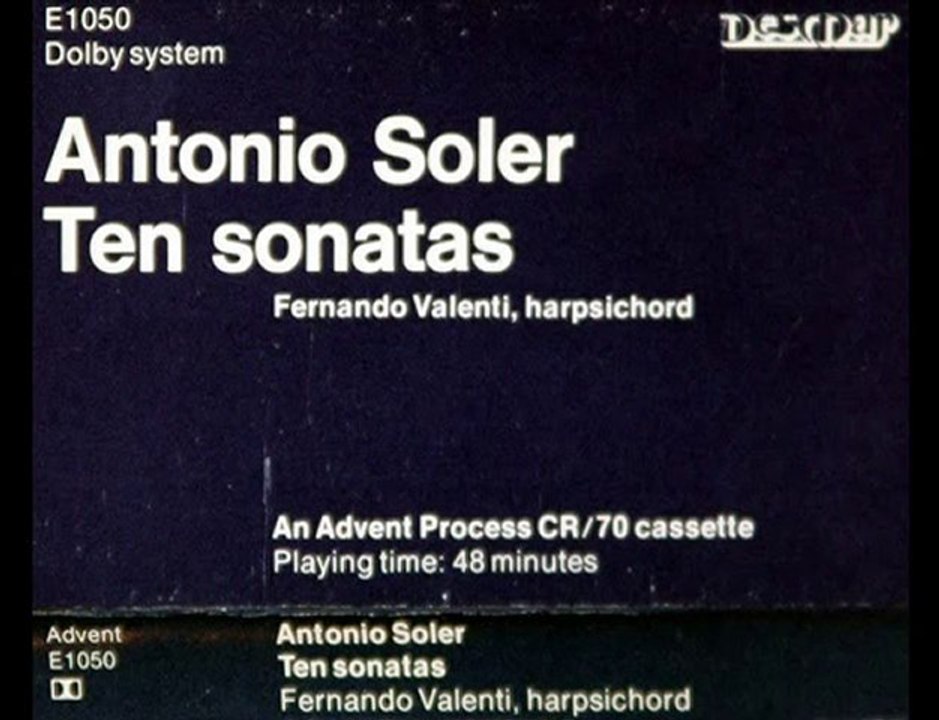 E1050
Dolby system
Antonio Soler
Ten sonatas
Fernando Valenti, harpsichord
An Advent Process CR/70 cassette
Playing time: 48 minutes
Advent
E1050
Antonio Soler
Ten sonatas
Fernando Valenti, harpsichord